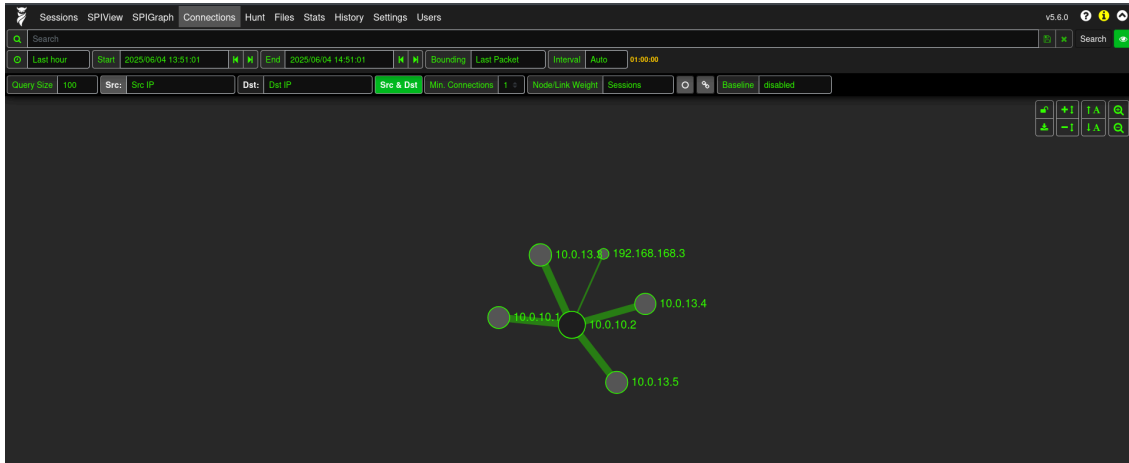 Sessions SPIView SPIGraph Connections Hunt Files Stats History Settings Users v5.6.0
Search Search
Last hour Start 2025/06/04 13:51:01 End 2025/06/04 14:51:01 Bounding Last Packet Interval Auto 01:00:00
Query Size 100 Src: Src IP Dst: Dst IP Src & Dst Min. Connections 1 Node/Link Weight Sessions Baseline disabled
10.0.13.3 192.168.168.3
10.0.13.4
10.0.10.1
10.0.10.2
10.0.13.5